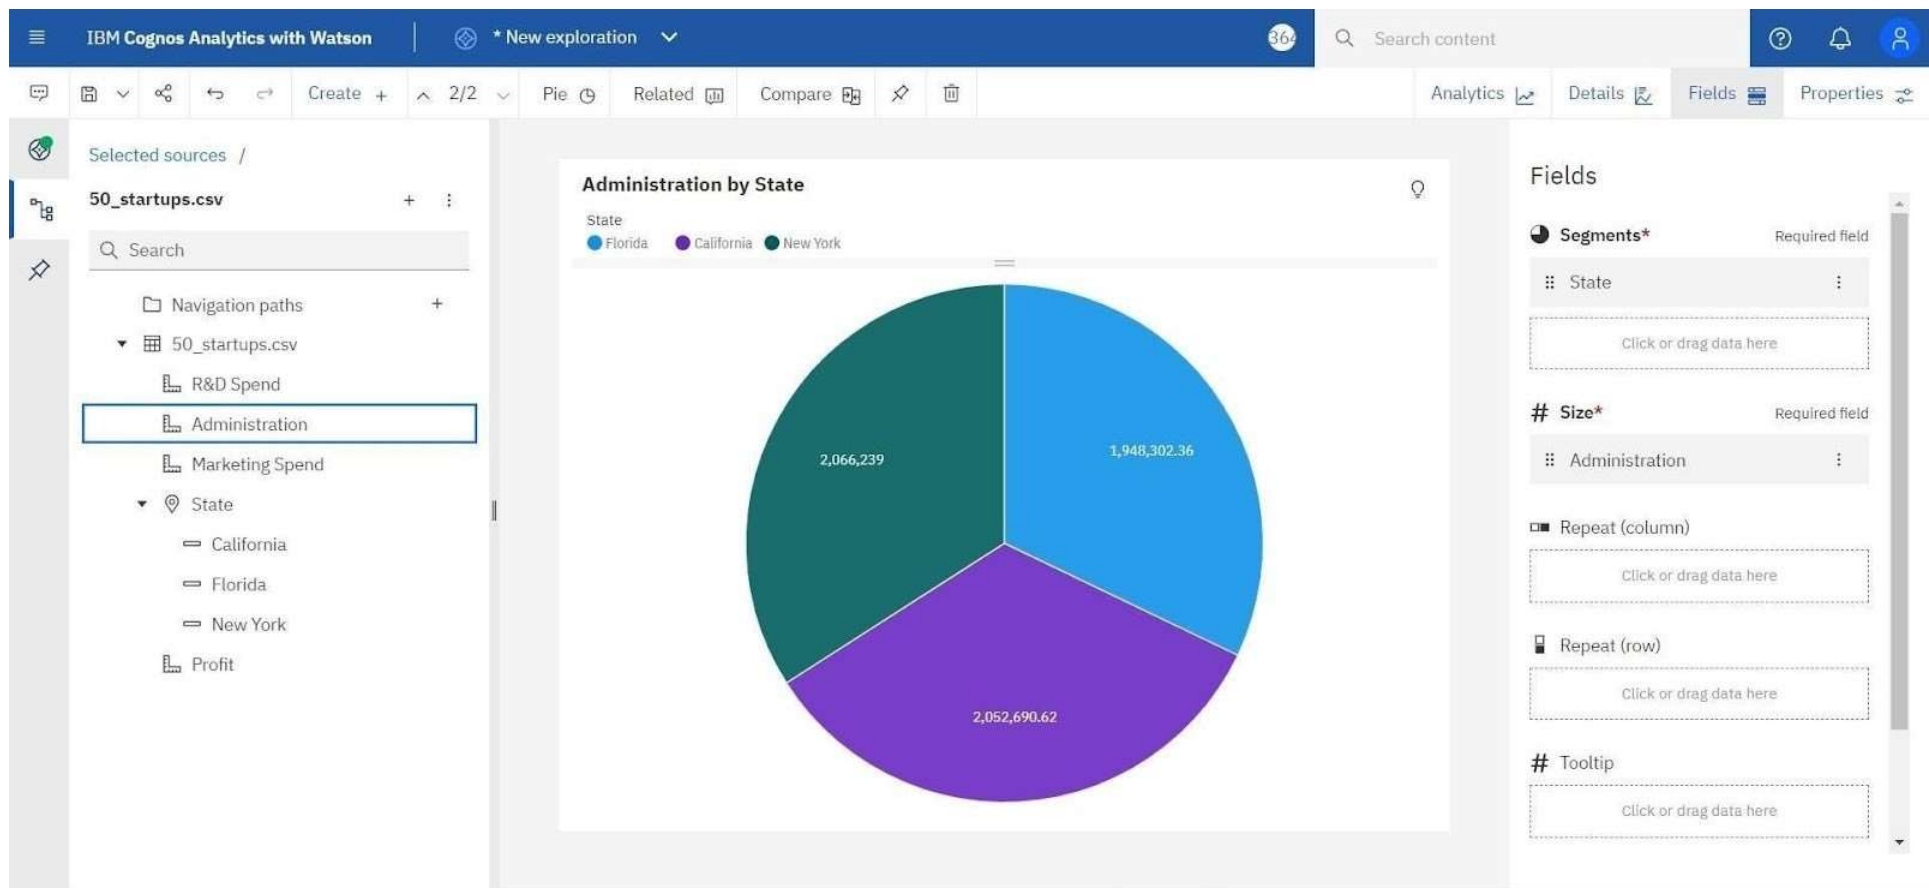 IBM Cognos Analytics with Watson
* New exploration
364
Search content
Create +
2/2
Pie
Related
Compare
Analytics
Details
Fields
Properties
Selected sources /
50_startups.csv
Search
Navigation paths
50_startups.csv
R&D Spend
Administration
Marketing Spend
State
California
Florida
New York
Profit
Administration by State
State
Florida California New York
2,066,239
1,948,302.36
2,052,690.62
Fields
Segments* Required field
State
Click or drag data here
# Size* Required field
Administration
Repeat (column)
Click or drag data here
Repeat (row)
Click or drag data here
# Tooltip
Click or drag data here